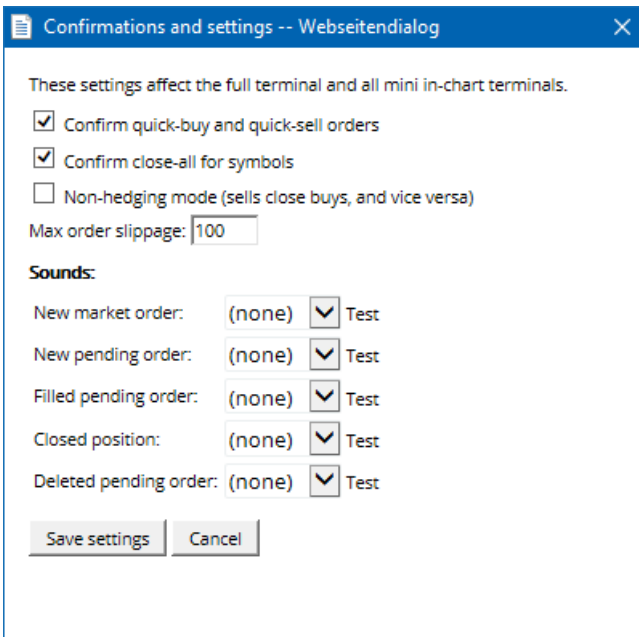 Confirmations and settings -- Webseitendialog
These settings affect the full terminal and all mini in-chart terminals.
Confirm quick-buy and quick-sell orders
Confirm close-all for symbols
Non-hedging mode (sells close buys, and vice versa)
Max order slippage: 100
Sounds:
New market order: (none) Test
New pending order: (none) Test
Filled pending order: (none) Test
Closed position: (none) Test
Deleted pending order: (none) Test
Save settings Cancel